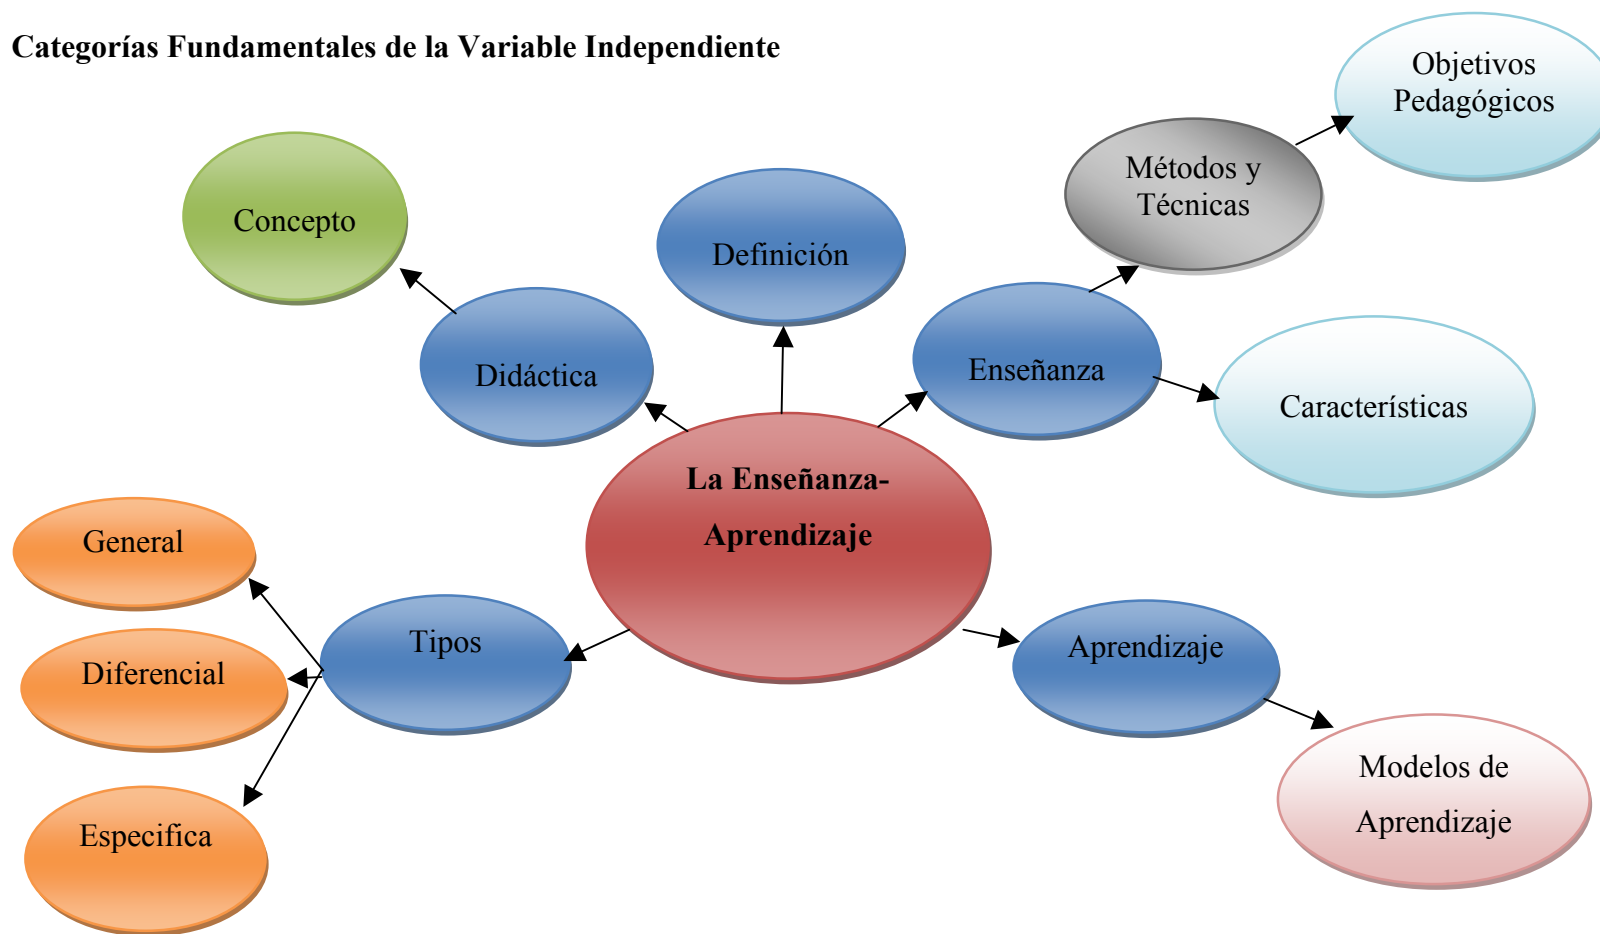 Categorías Fundamentales de la Variable Independiente
Objetivos
Pedagógicos
Métodos y
Técnicas
Concepto
Definición
Didáctica
Enseñanza
Características
La Enseñanza-
Aprendizaje
General
Diferencial
Especifica
Tipos
Aprendizaje
Modelos de
Aprendizaje